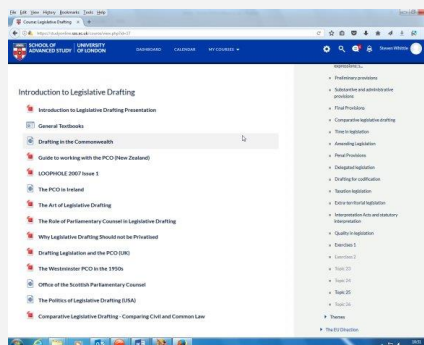 File Edit View History Bookmarks Tools Help
Course: Legislative Drafting
SCHOOL OF ADVANCED STUDY
UNIVERSITY OF LONDON
DASHBOARD
CALENDAR
MY COURSES
Steven Whittle
Introduction to Legislative Drafting
Introduction to Legislative Drafting Presentation
General Textbooks
Drafting in the Commonwealth
Guide to working with the PCO (New Zealand)
LOOPHOLE 2007 Issue 1
The PCO in Ireland
The Art of Legislative Drafting
The Role of Parliamentary Counsel in Legislative Drafting
Why Legislative Drafting Should not be Privatised
Drafting Legislation and the PCO (UK)
The Westminster PCO in the 1950s
Office of the Scottish Parliamentary Counsel
The Politics of Legislative Drafting (USA)
Comparative Legislative Drafting - Comparing Civil and Common Law
Preliminary provisions
Substantive and administrative
provisions
Final Provisions
Comparative legislative drafting
Time in legislation
Amending Legislation
Penal Provisions
Delegated legislation
Drafting for codification
Taxation legislation
Extra-territorial legislation
Interpretation Acts and statutory
interpretation
Quality in legislation
Exercise 1
Exercise 2
Topic 23
Topic 24
Topic 25
Topic 26
Themes
The EU Direction